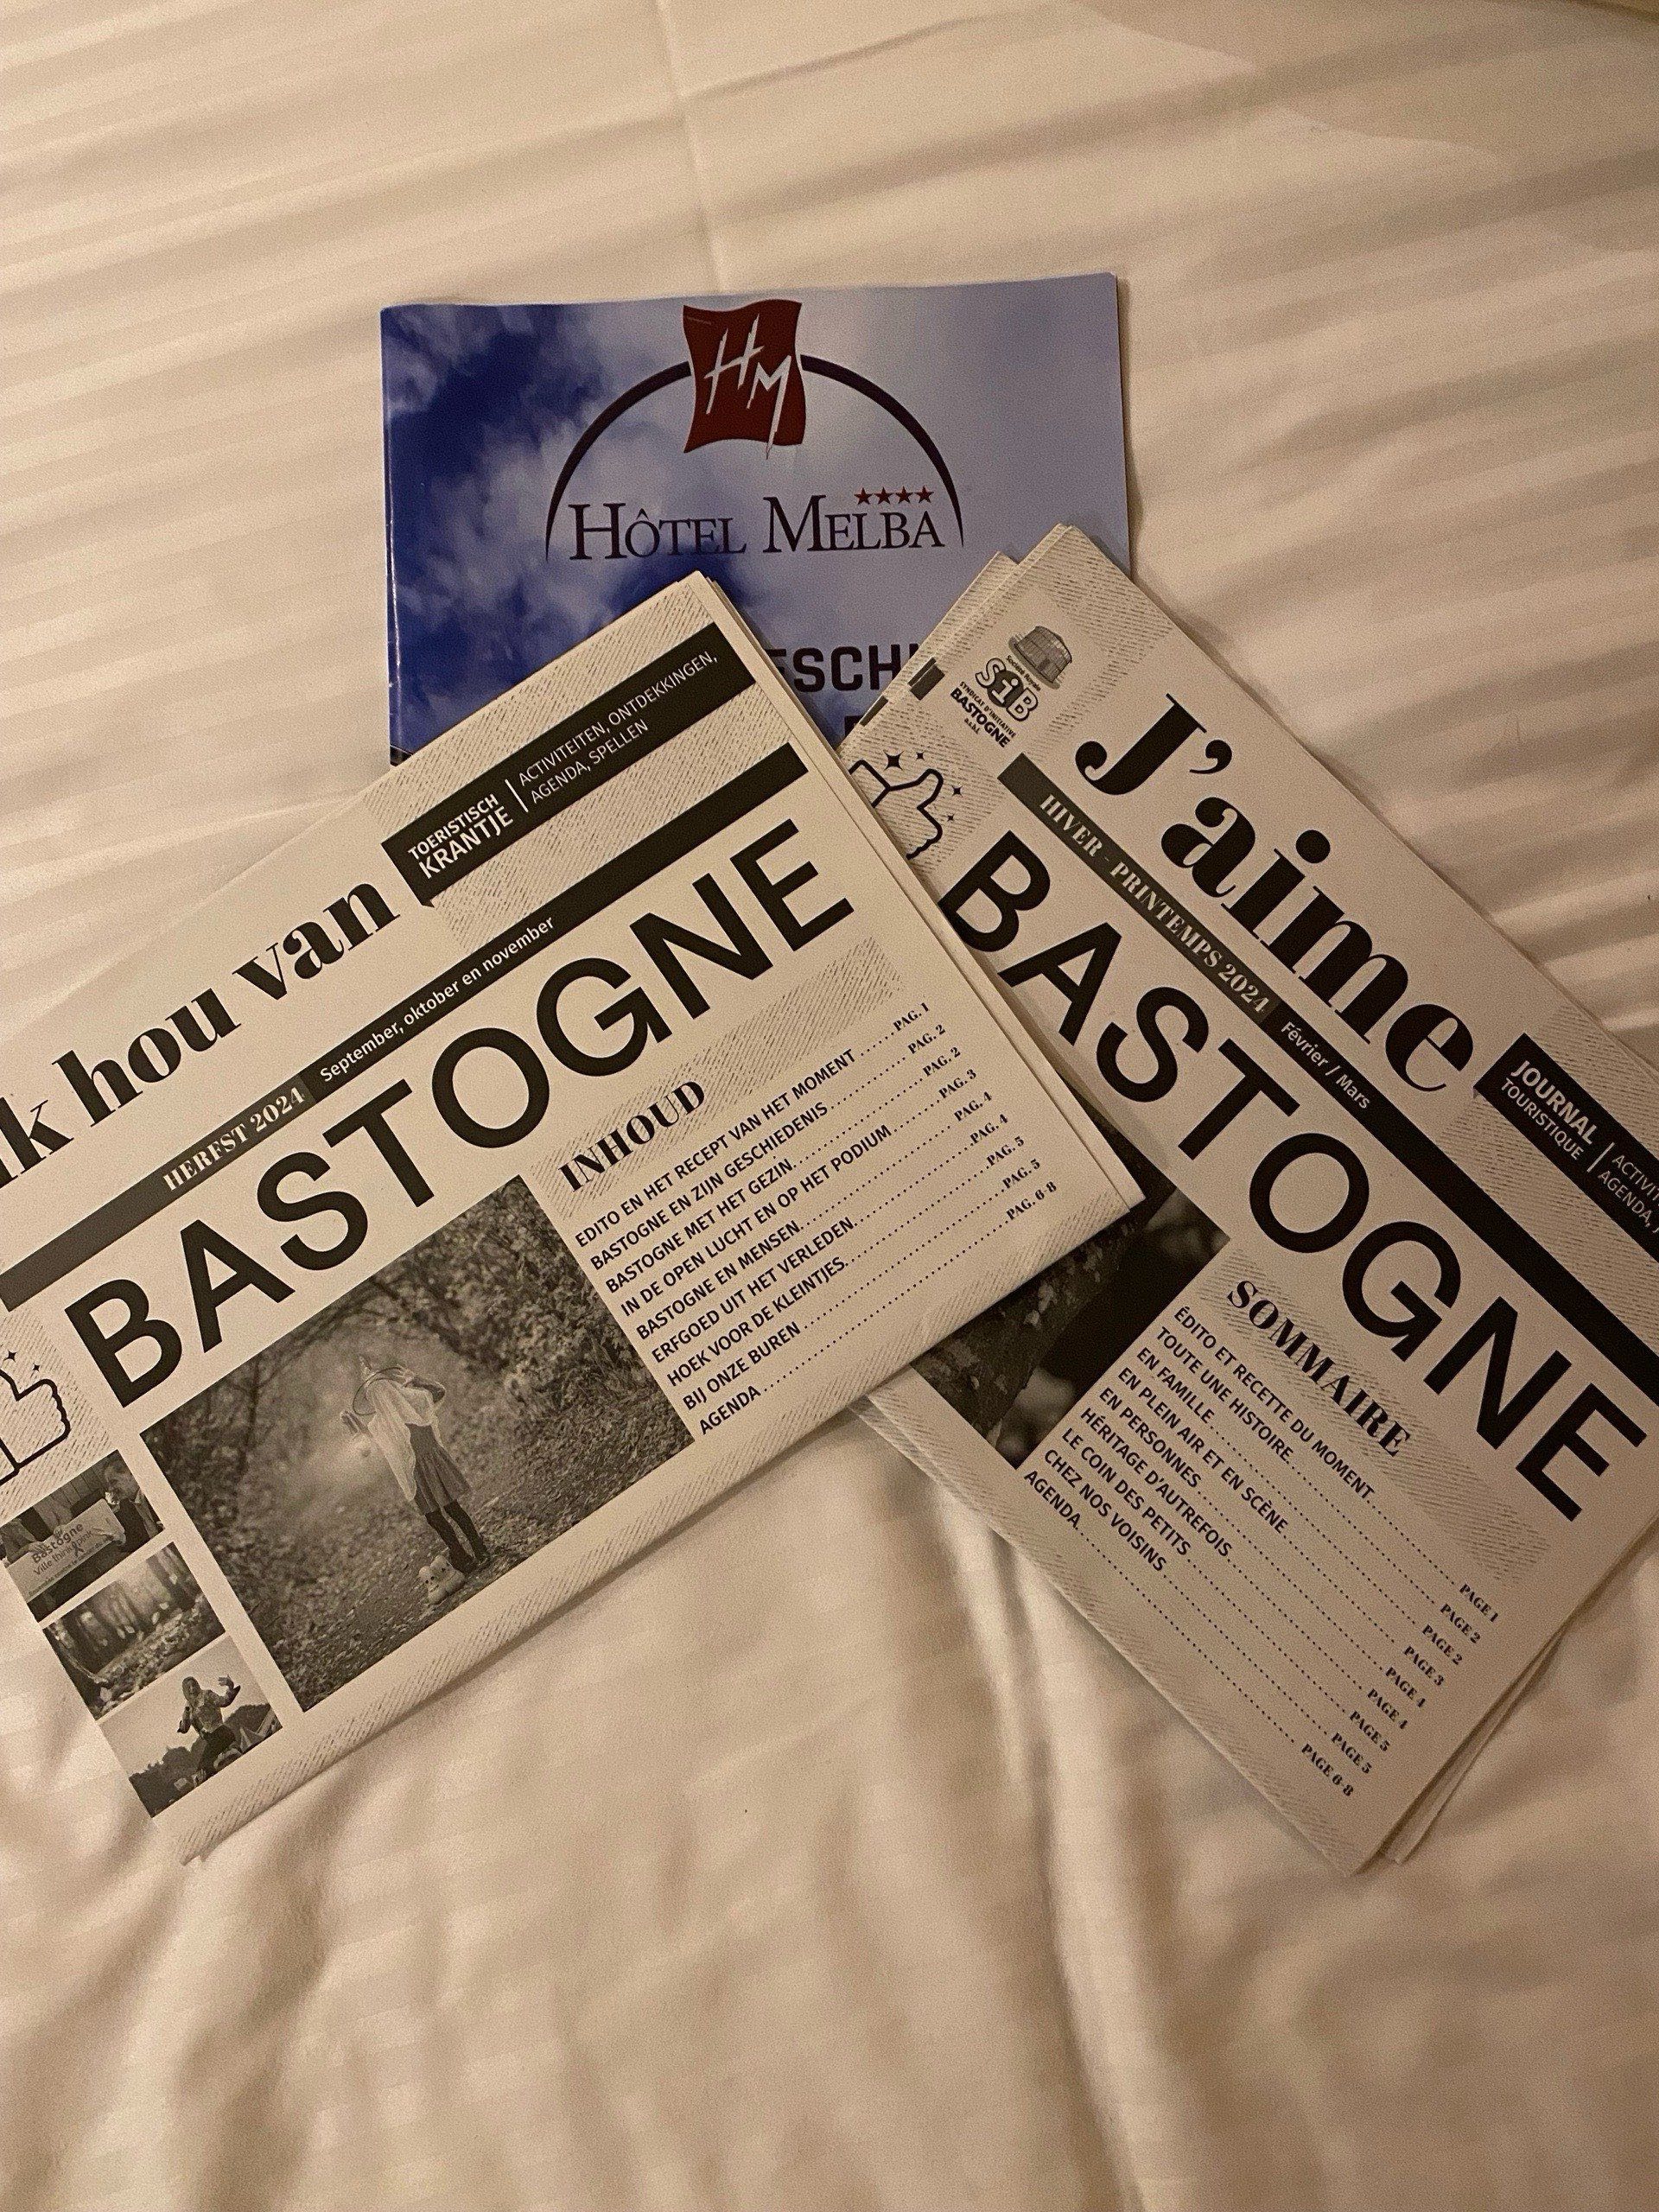 HM
★★★★
HÔTEL MELBA
ESCHI
Ik hou van
TOERISTISCH
KRANTJE
ACTIVITEITEN, ONTDEKKINGEN,
AGENDA, SPELLEN
HERFST 2024 September, oktober en november
BASTOGNE
INHOUD
EDITO EN HET RECEPT VAN HET MOMENT ...... PAG. 1
BASTOGNE EN ZIJN GESCHIEDENIS ...... PAG. 2
BASTOGNE MET HET GEZIN ...... PAG. 2
IN DE OPEN LUCHT EN OP HET PODIUM ...... PAG. 3
BASTOGNE EN MENSEN ...... PAG. 4
ERFGOED UIT HET VERLEDEN ...... PAG. 4
HOEK VOOR DE KLEINTJES ...... PAG. 5
BIJ ONZE BUREN ...... PAG. 5
AGENDA ...... PAG. 6-8
Bastogne
Société Royale
SiB
SYNDICAT D'INITIATIVE
BASTOGNE
a.s.b.l.
J'aime
JOURNAL
TOURISTIQUE
AGENDA,
HIVER - PRINTEMPS 2024 Février / Mars
BASTOGNE
SOMMAIRE
ÉDITO ET RECETTE DU MOMENT ...... PAGE 1
TOUTE UNE HISTOIRE ...... PAGE 2
EN FAMILLE ...... PAGE 2
EN PLEIN AIR ET EN SCÈNE ...... PAGE 3
EN PERSONNES ...... PAGE 4
HÉRITAGE D'AUTREFOIS ...... PAGE 4
LE COIN DES PETITS ...... PAGE 5
CHEZ NOS VOISINS ...... PAGE 5
AGENDA ...... PAGE 6-8